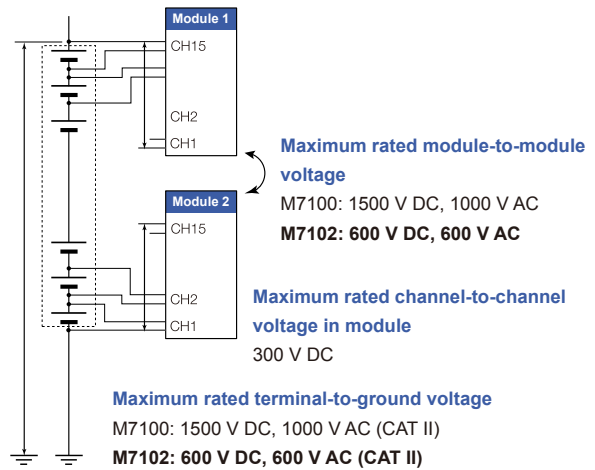 Module 1
CH15
CH2
CH1
Maximum rated module-to-module
voltage
M7100: 1500 V DC, 1000 V AC
M7102: 600 V DC, 600 V AC
Module 2
CH15
CH2
CH1
Maximum rated channel-to-channel
voltage in module
300 V DC
Maximum rated terminal-to-ground voltage
M7100: 1500 V DC, 1000 V AC (CAT II)
M7102: 600 V DC, 600 V AC (CAT II)